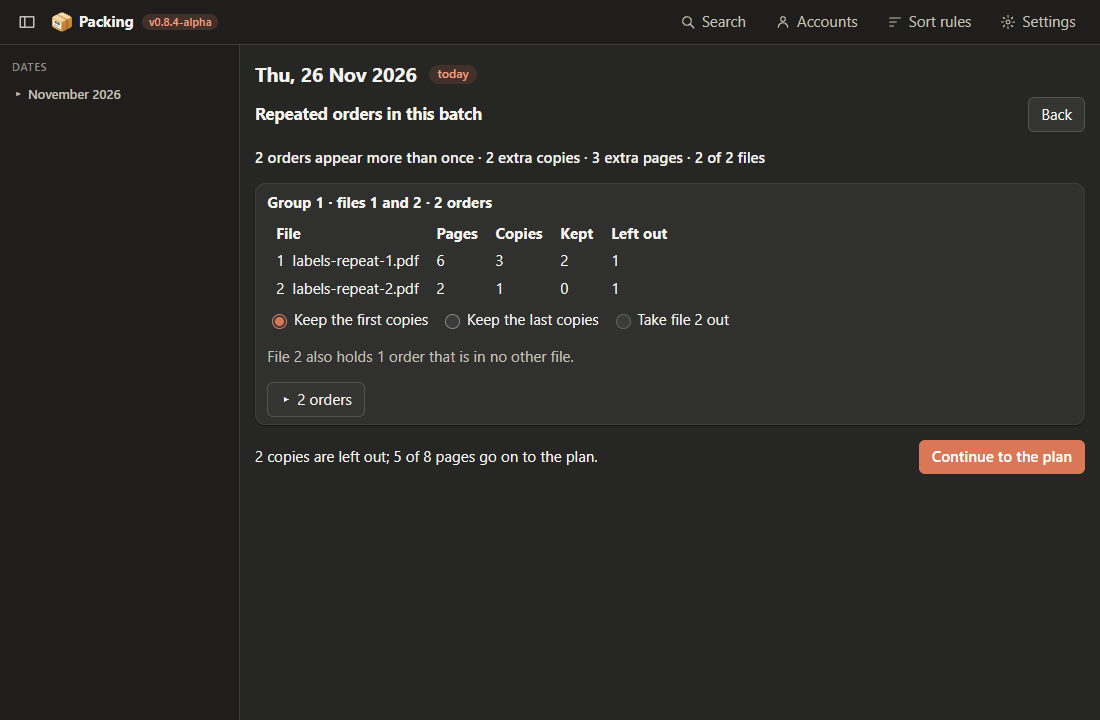 Packing v0.8.4-alpha Search Accounts Sort rules Settings
DATES
November 2026
Thu, 26 Nov 2026 today
Repeated orders in this batch
Back
2 orders appear more than once · 2 extra copies · 3 extra pages · 2 of 2 files
Group 1 · files 1 and 2 · 2 orders
File Pages Copies Kept Left out
1 labels-repeat-1.pdf 6 3 2 1
2 labels-repeat-2.pdf 2 1 0 1
Keep the first copies Keep the last copies Take file 2 out
File 2 also holds 1 order that is in no other file.
2 orders
2 copies are left out; 5 of 8 pages go on to the plan.
Continue to the plan